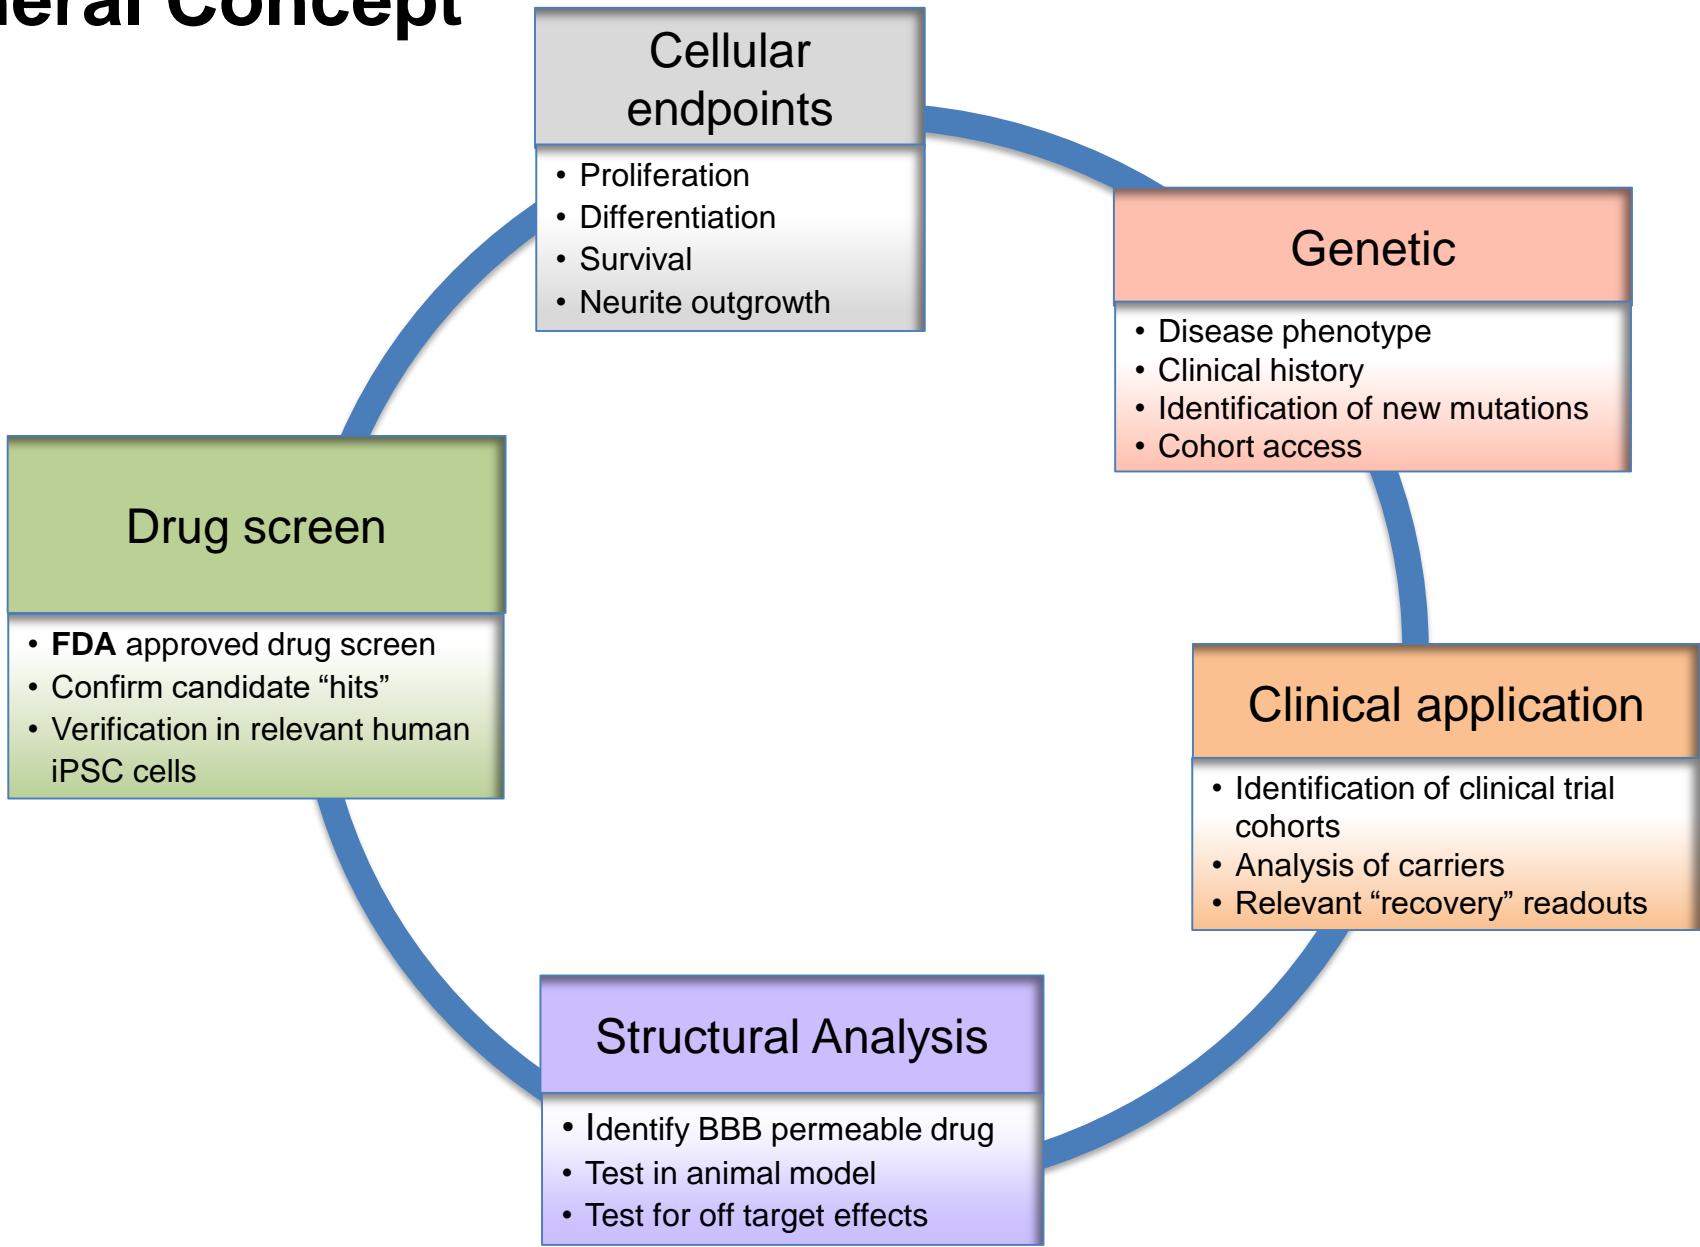 Concept
Cellular
endpoints
• Proliferation
• Differentiation
• Survival
• Neurite outgrowth
Genetic
• Disease phenotype
• Clinical history
• Identification of new mutations
• Cohort access
Drug screen
• FDA approved drug screen
• Confirm candidate “hits”
• Verification in relevant human
iPSC cells
Clinical application
• Identification of clinical trial
cohorts
• Analysis of carriers
• Relevant “recovery” readouts
Structural Analysis
• Identify BBB permeable drug
• Test in animal model
• Test for off target effects